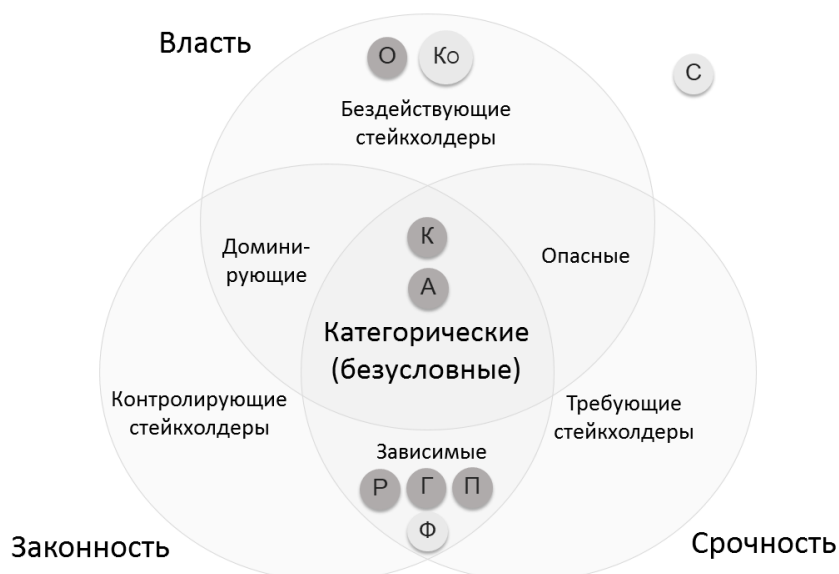 Власть
О Ко
С
Бездействующие
стейкхолдеры
К
Домини-
рующие
Опасные
А
Категорические
(безусловные)
Контролирующие
стейкхолдеры
Требующие
стейкхолдеры
Зависимые
Р Г П
Ф
Законность
Срочность